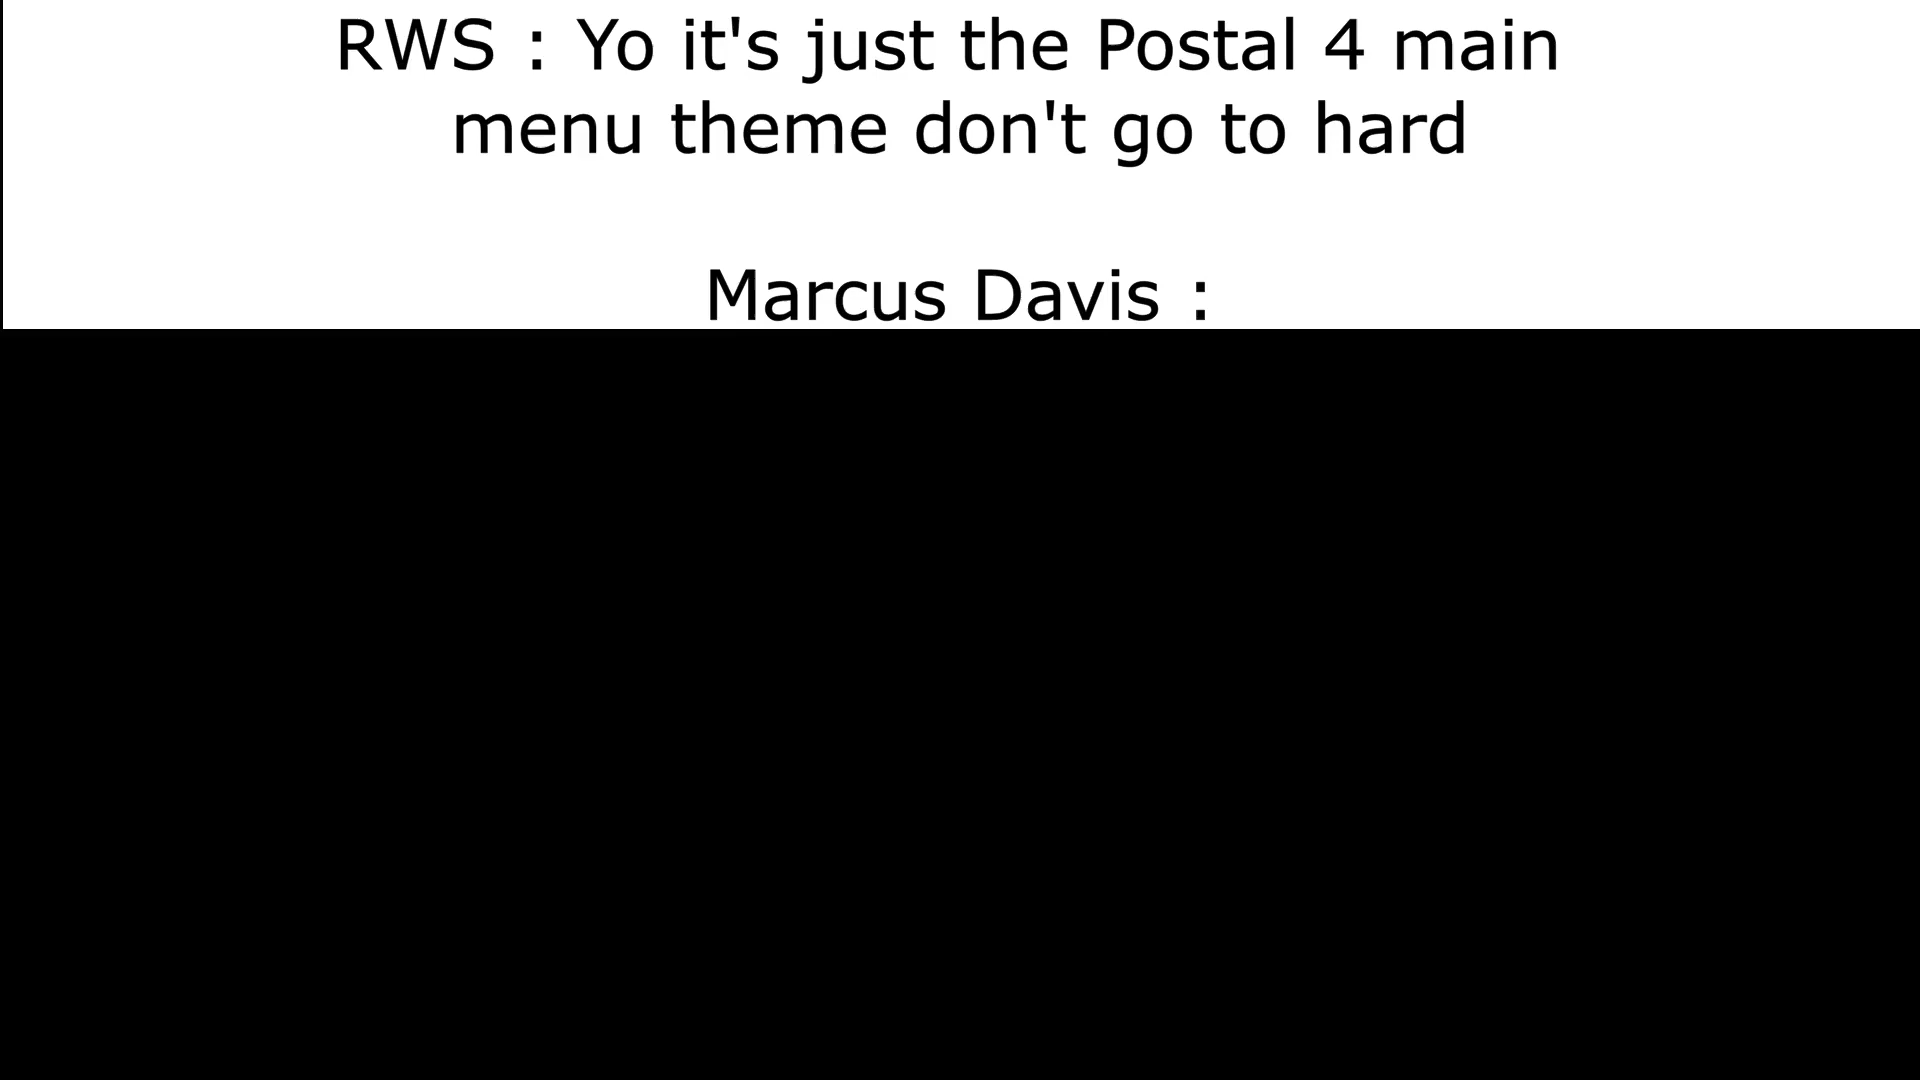 RWS : Yo it's just the Postal 4 main
menu theme don't go to hard
Marcus Davis :